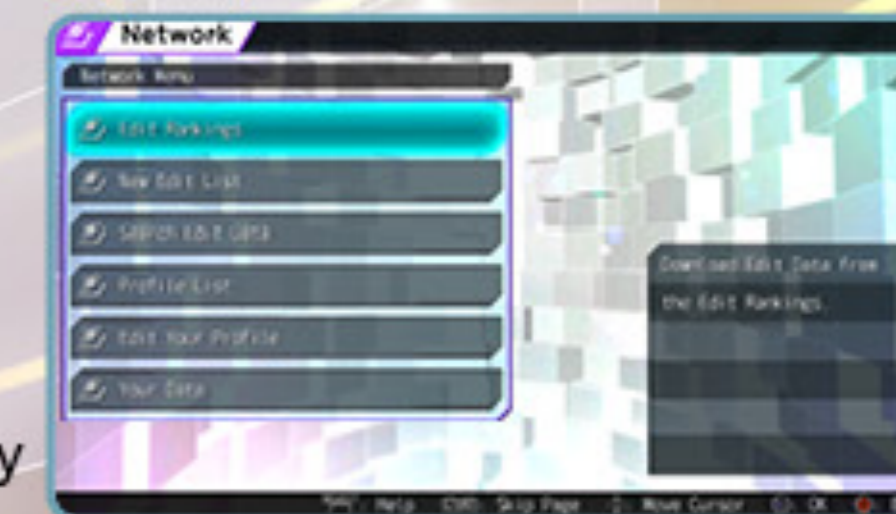 Network
Network Menu
Edit Rankings
New Edit List
Search Edit Data
Profile List
Edit Your Profile
Your Data
Download Edit Data from
the Edit Rankings.
y
Help Skip Page Move Cursor OK